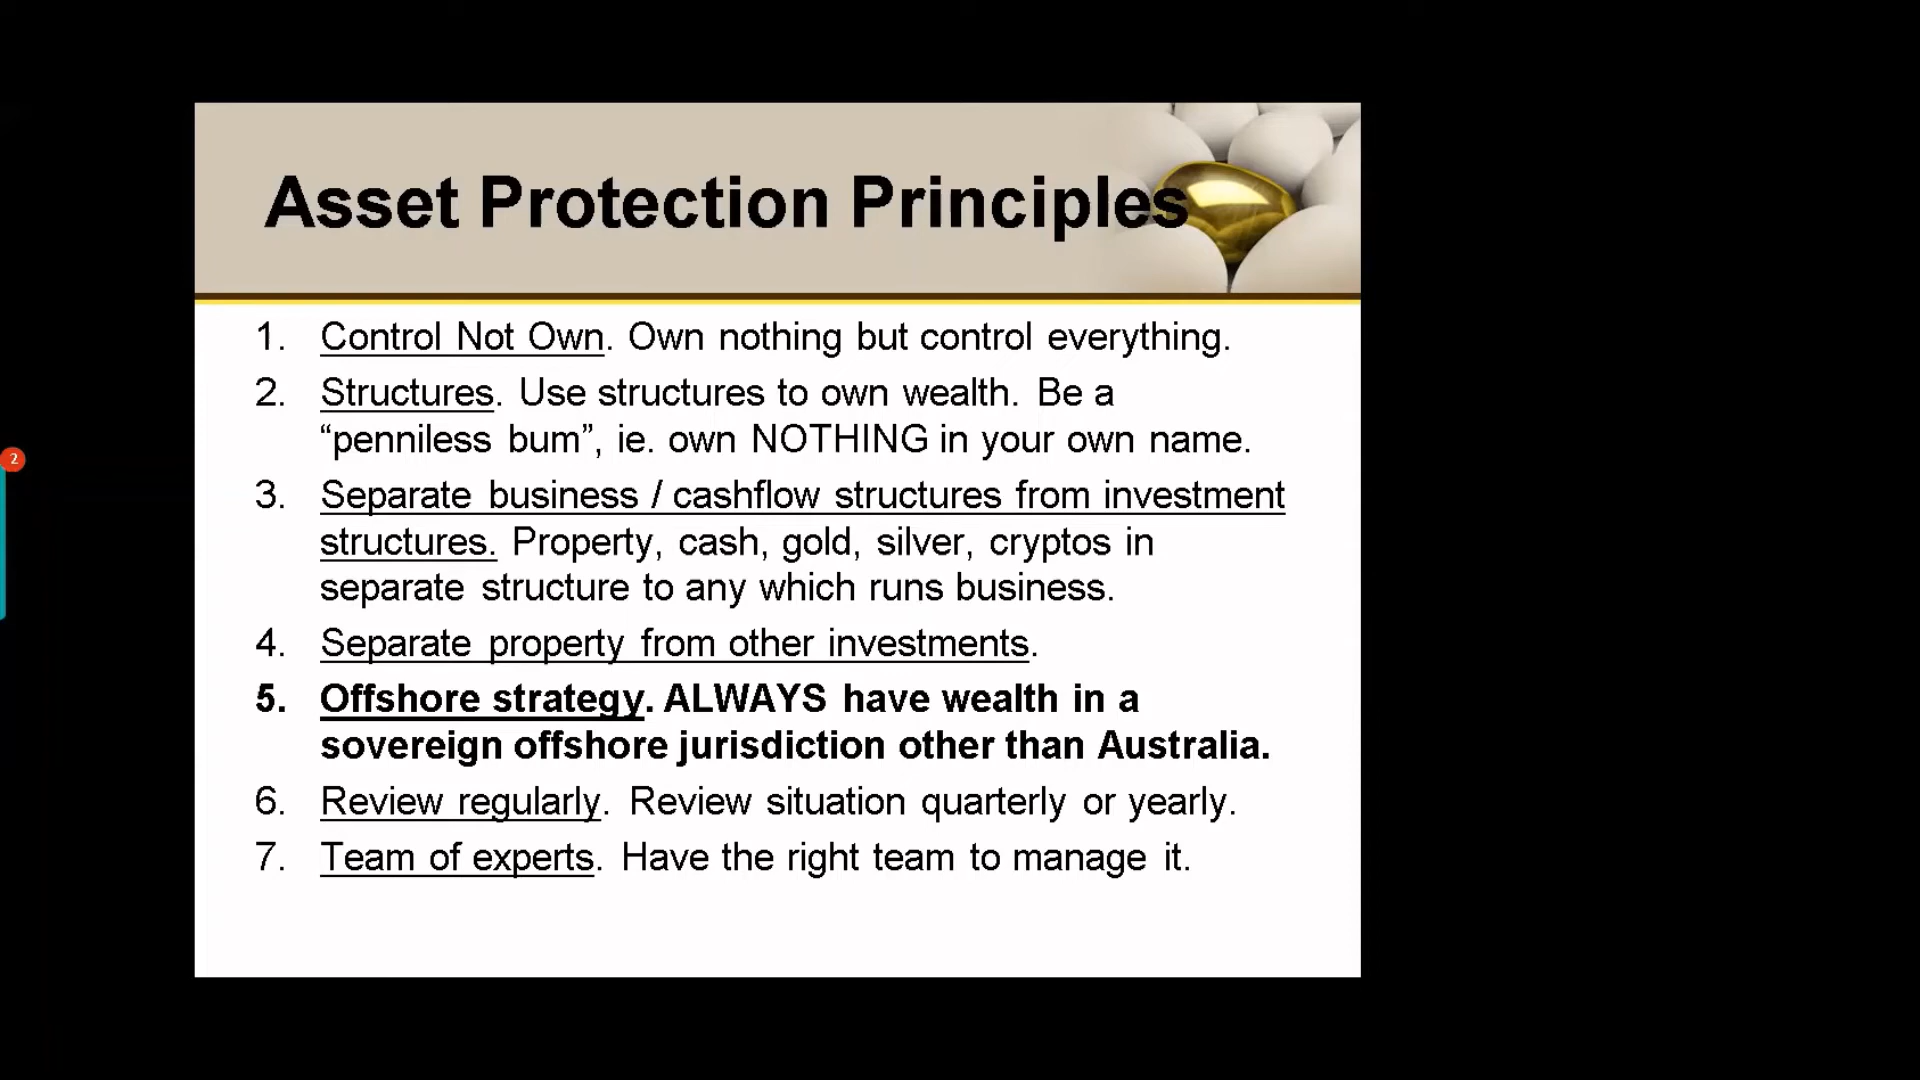 Asset Protection Principles
1. Control Not Own. Own nothing but control everything.
2. Structures. Use structures to own wealth. Be a
“penniless bum”, ie. own NOTHING in your own name.
3. Separate business / cashflow structures from investment
structures. Property, cash, gold, silver, cryptos in
separate structure to any which runs business.
4. Separate property from other investments.
5. Offshore strategy. ALWAYS have wealth in a
sovereign offshore jurisdiction other than Australia.
6. Review regularly. Review situation quarterly or yearly.
7. Team of experts. Have the right team to manage it.
2